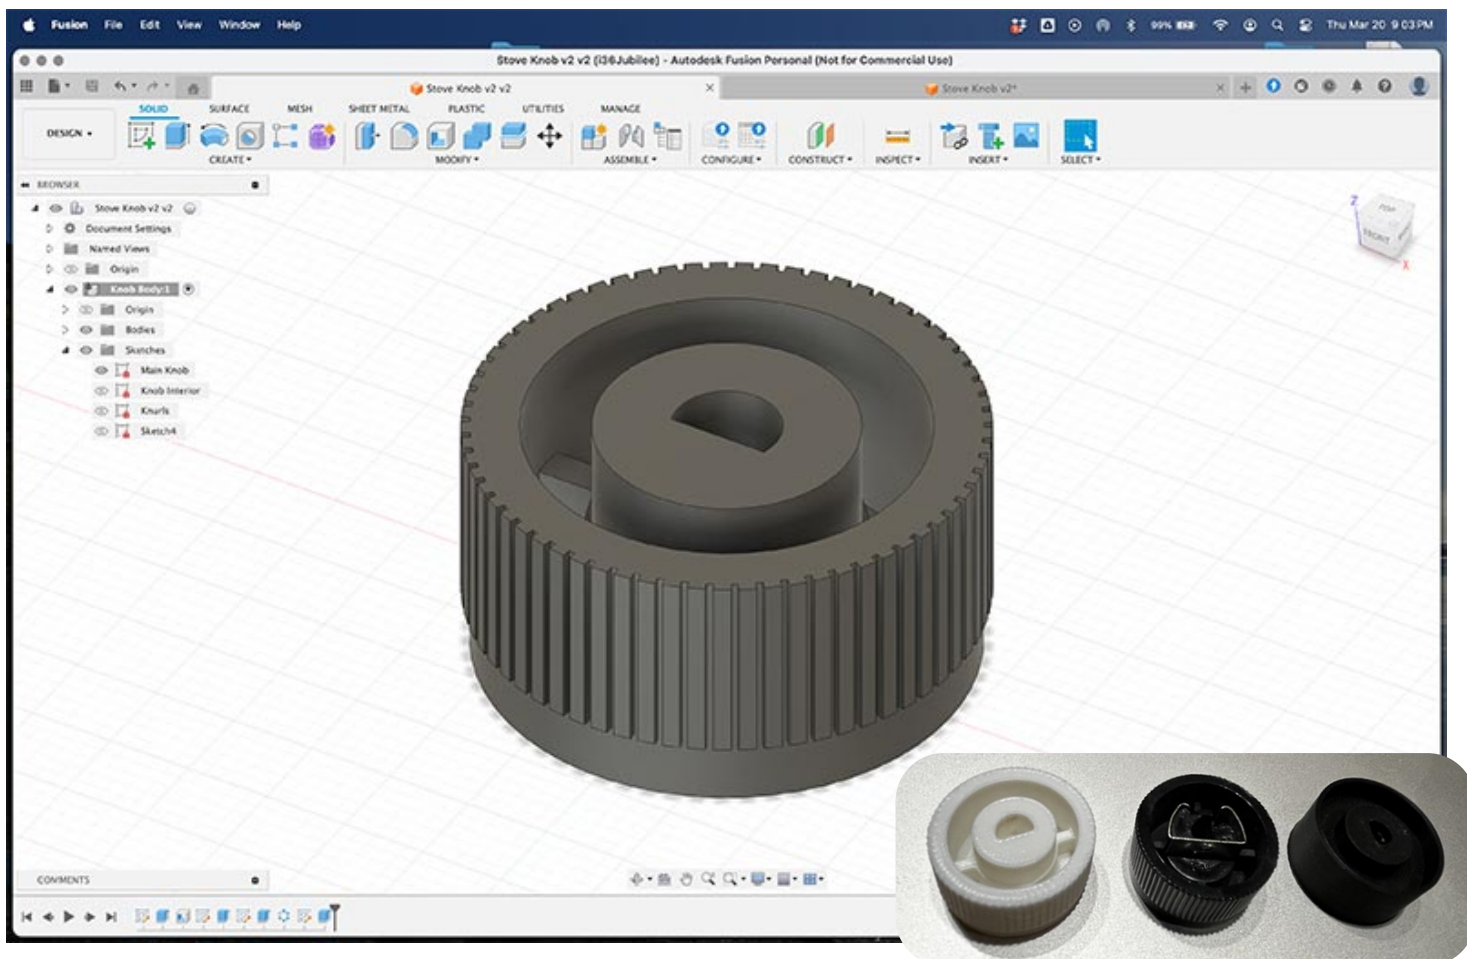 Fusion File Edit View Window Help 99% Thu Mar 20 9:03 PM
Stove Knob v2 v2 (i36Jubilee) - Autodesk Fusion Personal (Not for Commercial Use)
Stove Knob v2 v2 Stove Knob v2*
SOLID SURFACE MESH SHEET METAL PLASTIC UTILITIES MANAGE
DESIGN
CREATE MODIFY ASSEMBLE CONFIGURE CONSTRUCT INSPECT INSERT SELECT
BROWSER
Stove Knob v2 v2
Document Settings
Named Views
Origin
Knob Body:1
Origin
Bodies
Sketches
Main Knob
Knob Interior
Knurls
Sketch4
Z
TOP
FRONT
X
COMMENTS